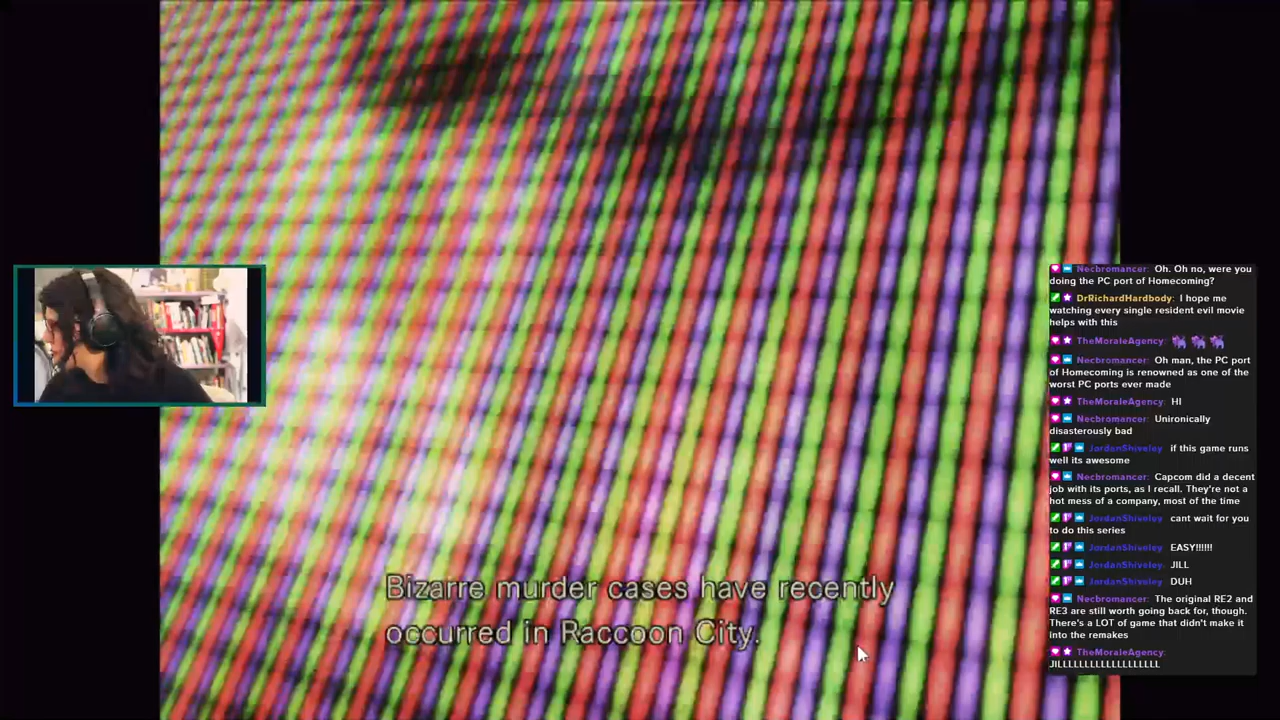 Necbromancer: Oh. Oh no, were you
doing the PC port of Homecoming?
DrRichardHardbody: I hope me
watching every single resident evil movie
helps with this
TheMoraleAgency:
Necbromancer: Oh man, the PC port
of Homecoming is renowned as one of the
worst PC ports ever made
TheMoraleAgency: HI
Necbromancer: Unironically
disasterously bad
JordanShiveley: if this game runs
well its awesome
Necbromancer: Capcom did a decent
job with its ports, as I recall. They're not a
hot mess of a company, most of the time
JordanShiveley: cant wait for you
to do this series
JordanShiveley: EASY!!!!!!
JordanShiveley: JILL
JordanShiveley: DUH
Necbromancer: The original RE2 and
RE3 are still worth going back for, though.
There's a LOT of game that didn't make it
into the remakes
TheMoraleAgency:
JILLLLLLLLLLLLLLLLLL
Bizarre murder cases have recently
occurred in Raccoon City.